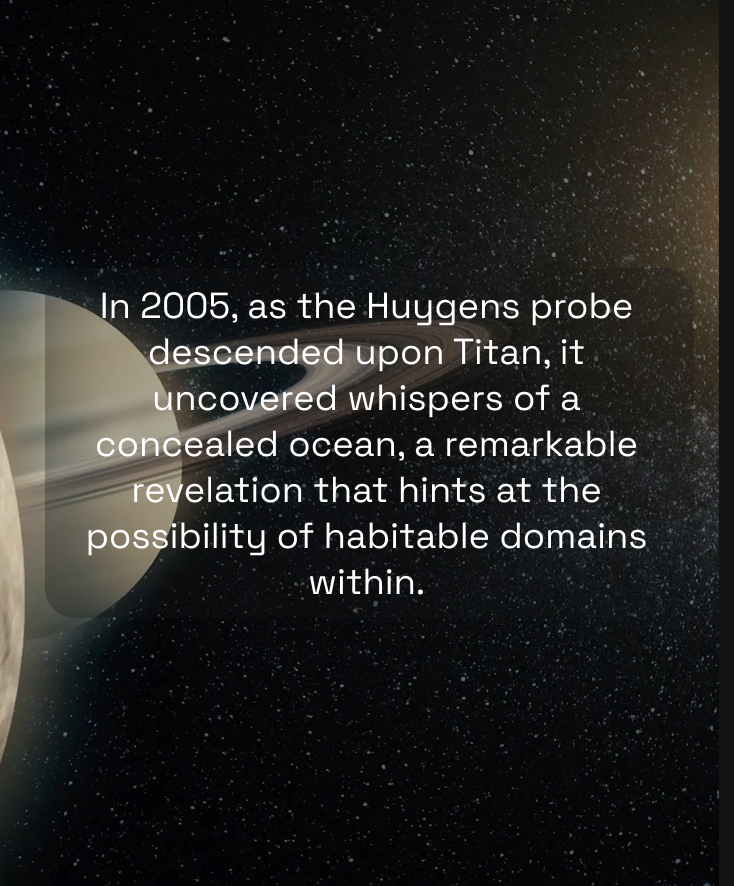 In 2005, as the Huygens probe
descended upon Titan, it
uncovered whispers of a
concealed ocean, a remarkable
revelation that hints at the
possibility of habitable domains
within.